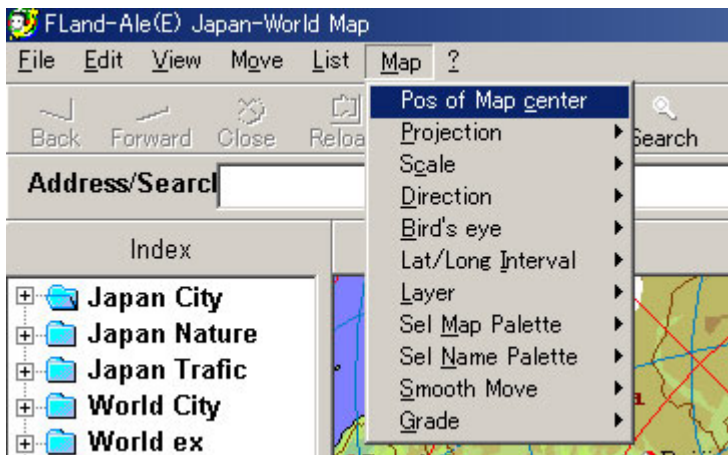 FLand-Ale(E) Japan-World Map
File Edit View Move List Map ?
Back Forward Close Reloa Search
Address/Searcl
Index
Japan City
Japan Nature
Japan Trafic
World City
World ex
Pos of Map center
Projection
Scale
Direction
Bird's eye
Lat/Long Interval
Layer
Sel Map Palette
Sel Name Palette
Smooth Move
Grade